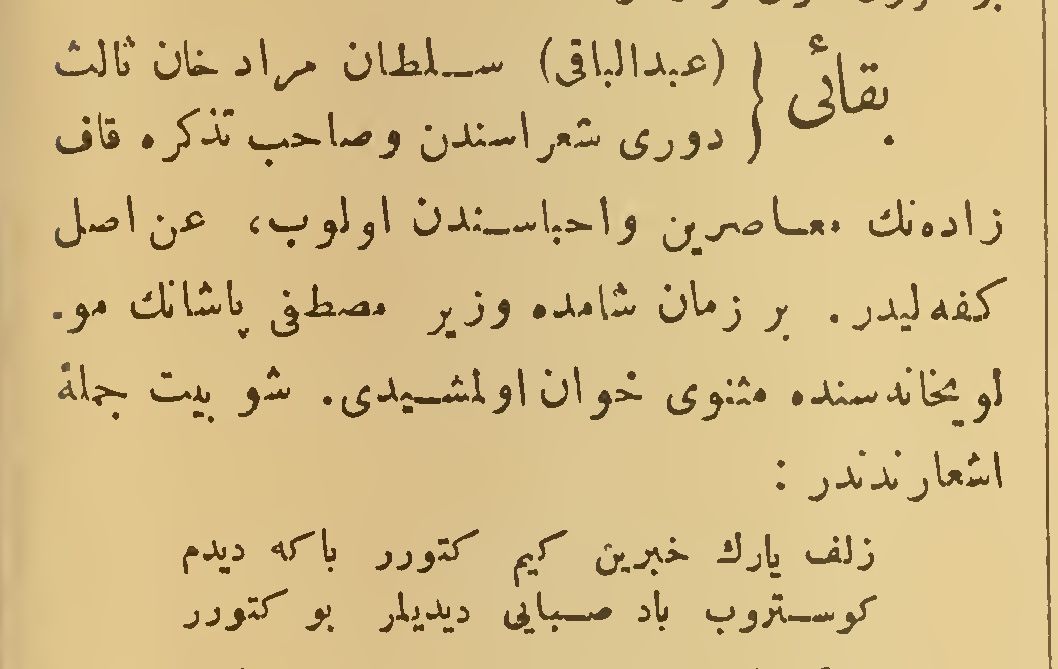 بقائی { (عبدالباقی) سلطان مراد خان ثالث
دوری شعراسندن وصاحب تذکره قاف
زاده‌نك معاصرین واحباسندن اولوب، عن اصل
کفه‌لیدر. بر زمان شامده وزیر مصطفی پاشانك مو-
لویخانه‌سنده مثنوی خوان اولمشیدی. شو بیت جملهٔ
اشعارندندر :
زلف یارك خبرین کیم کتورر باکه دیدم
کوستروب باد صبایی دیدیلر بو کتورر